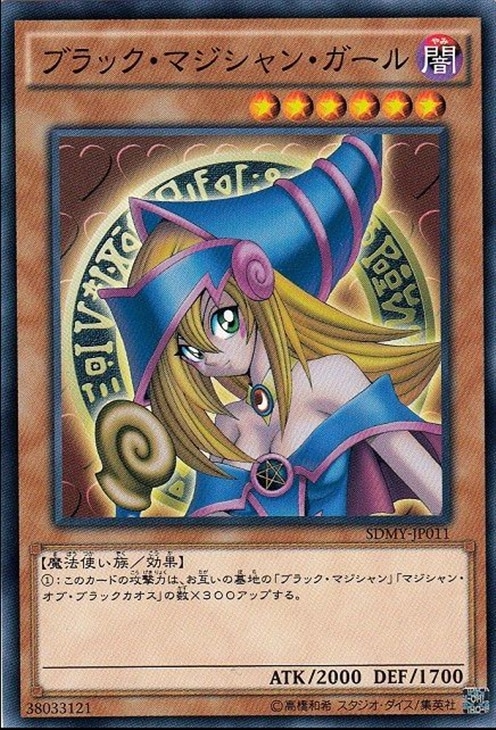 ブラック・マジシャン・ガール
闇
SDMY-JP011
【魔法使い族／効果】
①：このカードの攻撃力は、お互いの墓地の「ブラック・マジシャン」「マジシャン・
オブ・ブラックカオス」の数×３００アップする。
ATK/2000 DEF/1700
38033121 ©高橋和希 スタジオ・ダイス/集英社